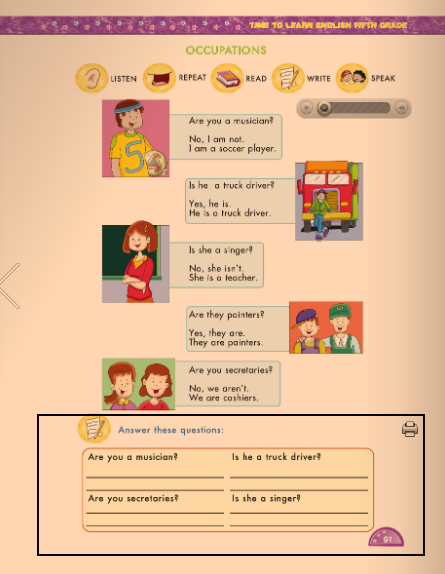 TIME TO LEARN ENGLISH FIFTH GRADE
OCCUPATIONS
LISTEN REPEAT READ WRITE SPEAK
Are you a musician?
No, I am not.
I am a soccer player.
5
Is he a truck driver?
Yes, he is.
He is a truck driver.
Is she a singer?
No, she isn't.
She is a teacher.
Are they painters?
Yes, they are.
They are painters.
Are you secretaries?
No, we aren't.
We are cashiers.
Answer these questions:
Are you a musician? Is he a truck driver?
Are you secretaries? Is she a singer?
91